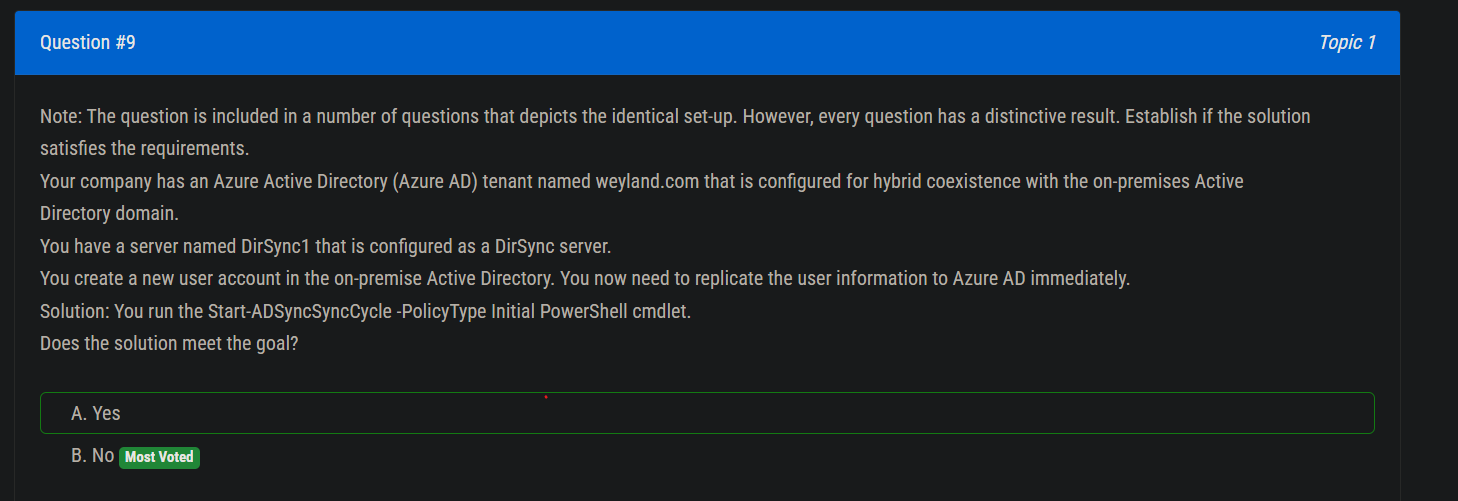 Question #9
Topic 1
Note: The question is included in a number of questions that depicts the identical set-up. However, every question has a distinctive result. Establish if the solution
satisfies the requirements.
Your company has an Azure Active Directory (Azure AD) tenant named weyland.com that is configured for hybrid coexistence with the on-premises Active
Directory domain.
You have a server named DirSync1 that is configured as a DirSync server.
You create a new user account in the on-premise Active Directory. You now need to replicate the user information to Azure AD immediately.
Solution: You run the Start-ADSyncSyncCycle -PolicyType Initial PowerShell cmdlet.
Does the solution meet the goal?
A. Yes
B. No Most Voted